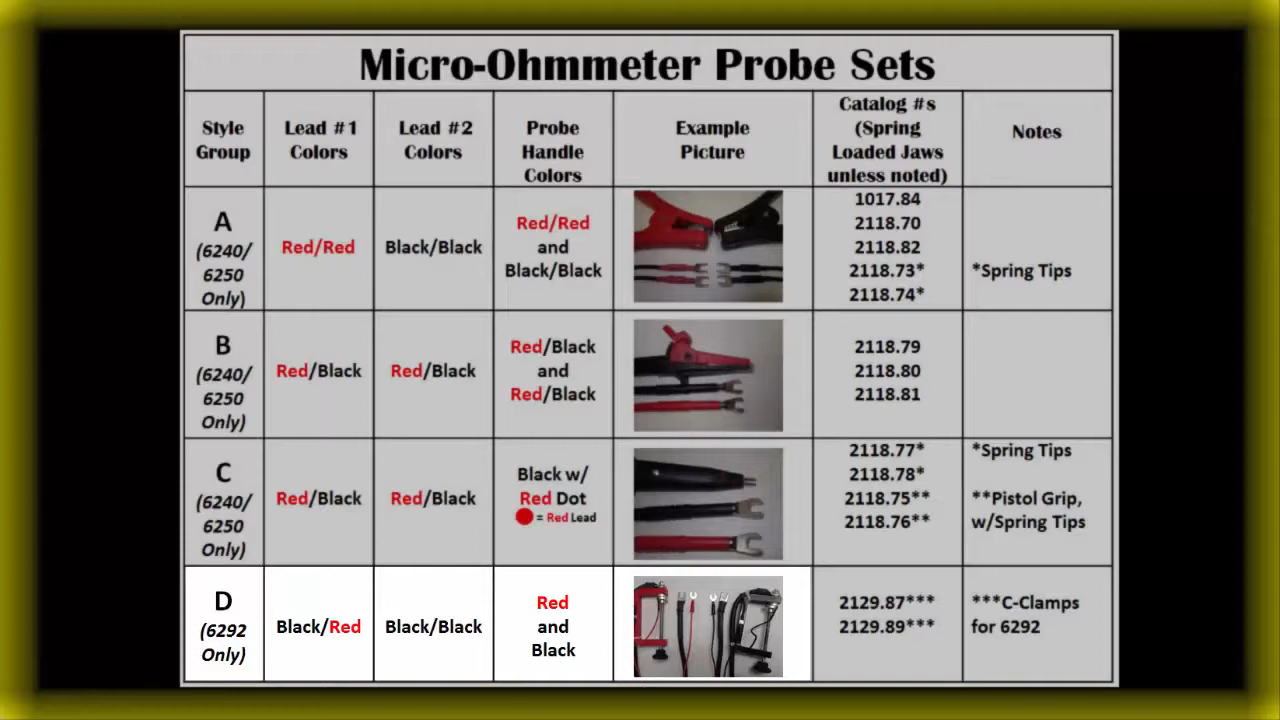 Micro-Ohmmeter Probe Sets
Style
Group
Lead #1
Colors
Lead #2
Colors
Probe
Handle
Colors
Example
Picture
Catalog #s
(Spring
Loaded Jaws
unless noted)
Notes
A
(6240/
6250
Only)
Red/Red
Black/Black
Red/Red
and
Black/Black
1017.84
2118.70
2118.82
2118.73*
2118.74*
*Spring Tips
B
(6240/
6250
Only)
Red/Black
Red/Black
Red/Black
and
Red/Black
2118.79
2118.80
2118.81
C
(6240/
6250
Only)
Red/Black
Red/Black
Black w/
Red Dot
= Red Lead
2118.77*
2118.78*
2118.75**
2118.76**
*Spring Tips
**Pistol Grip,
w/Spring Tips
D
(6292
Only)
Black/Red
Black/Black
Red
and
Black
2129.87***
2129.89***
***C-Clamps
for 6292